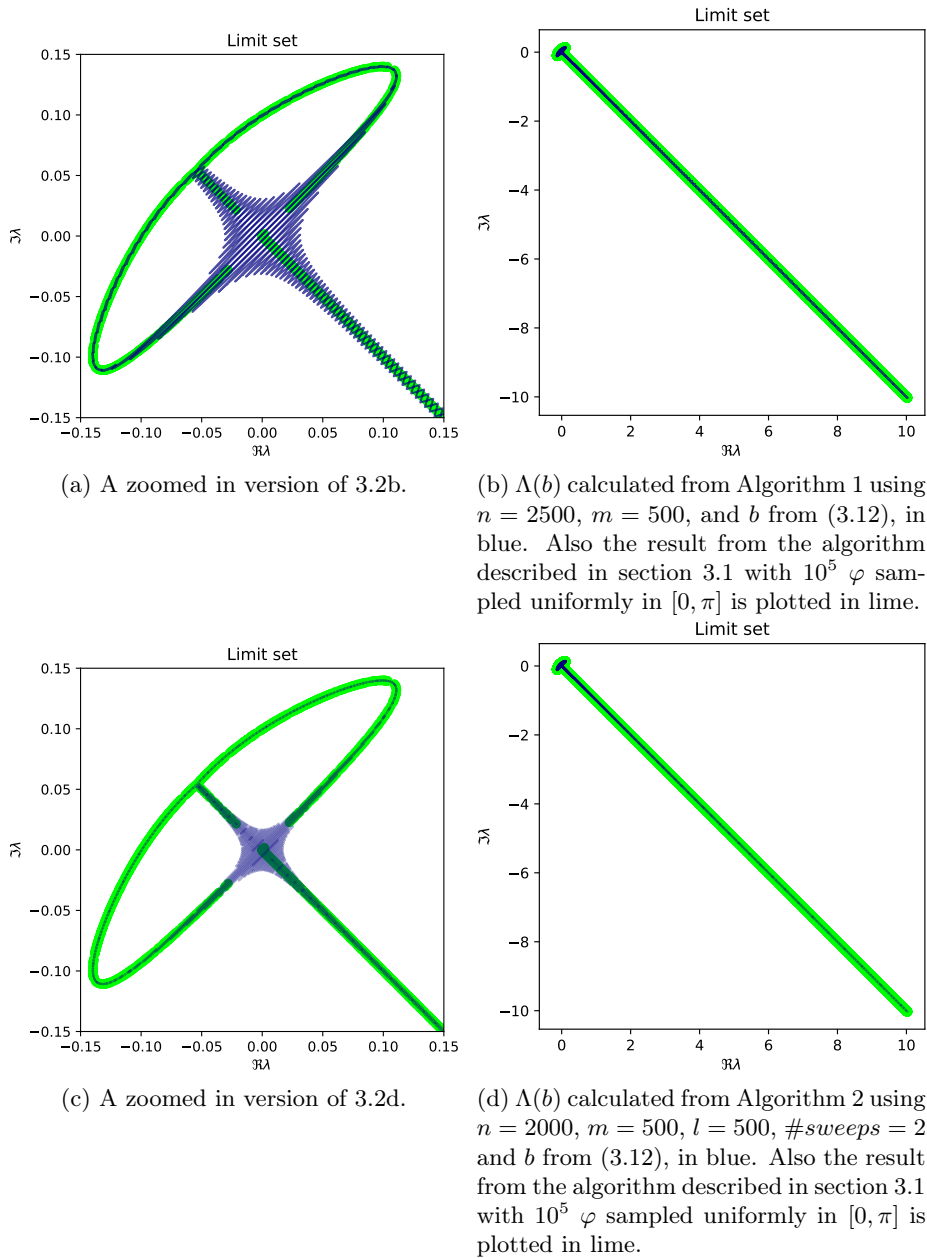 Limit set
0.15
0.10
0.05
0.00
−0.05
−0.10
−0.15
ℑλ
−0.15 −0.10 −0.05 0.00 0.05 0.10 0.15
ℜλ
(a) A zoomed in version of 3.2b.
Limit set
0
−2
−4
−6
−8
−10
ℑλ
0 2 4 6 8 10
ℜλ
(b) Λ(b) calculated from Algorithm 1 using
n = 2500, m = 500, and b from (3.12), in
blue. Also the result from the algorithm
described in section 3.1 with 10⁵ φ sam-
pled uniformly in [0, π] is plotted in lime.
Limit set
0.15
0.10
0.05
0.00
−0.05
−0.10
−0.15
ℑλ
−0.15 −0.10 −0.05 0.00 0.05 0.10 0.15
ℜλ
(c) A zoomed in version of 3.2d.
Limit set
0
−2
−4
−6
−8
−10
ℑλ
0 2 4 6 8 10
ℜλ
(d) Λ(b) calculated from Algorithm 2 using
n = 2000, m = 500, l = 500, #sweeps = 2
and b from (3.12), in blue. Also the result
from the algorithm described in section 3.1
with 10⁵ φ sampled uniformly in [0, π] is
plotted in lime.